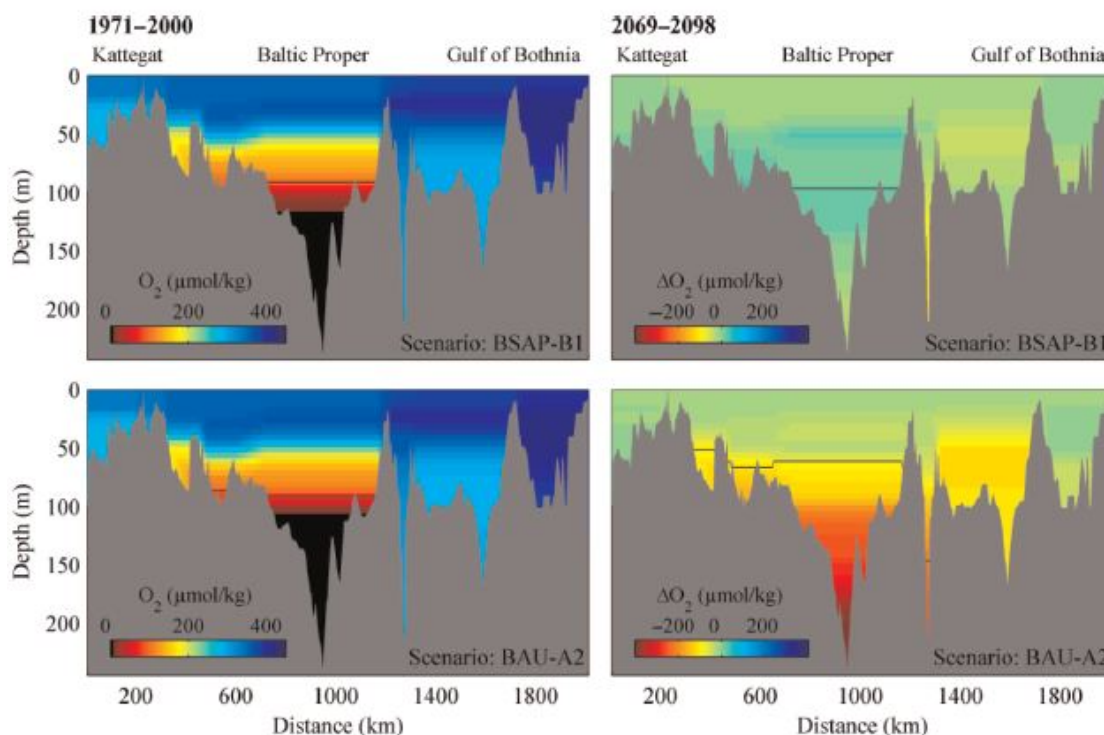 1971–2000
2069–2098
Kattegat Baltic Proper Gulf of Bothnia
Kattegat Baltic Proper Gulf of Bothnia
0
50
100
150
200
Depth (m)
O₂ (µmol/kg)
0 200 400
Scenario: BSAP-B1
ΔO₂ (µmol/kg)
−200 0 200
Scenario: BSAP-B1
0
50
100
150
200
Depth (m)
O₂ (µmol/kg)
0 200 400
Scenario: BAU-A2
ΔO₂ (µmol/kg)
−200 0 200
Scenario: BAU-A2
200 600 1000 1400 1800
Distance (km)
200 600 1000 1400 1800
Distance (km)